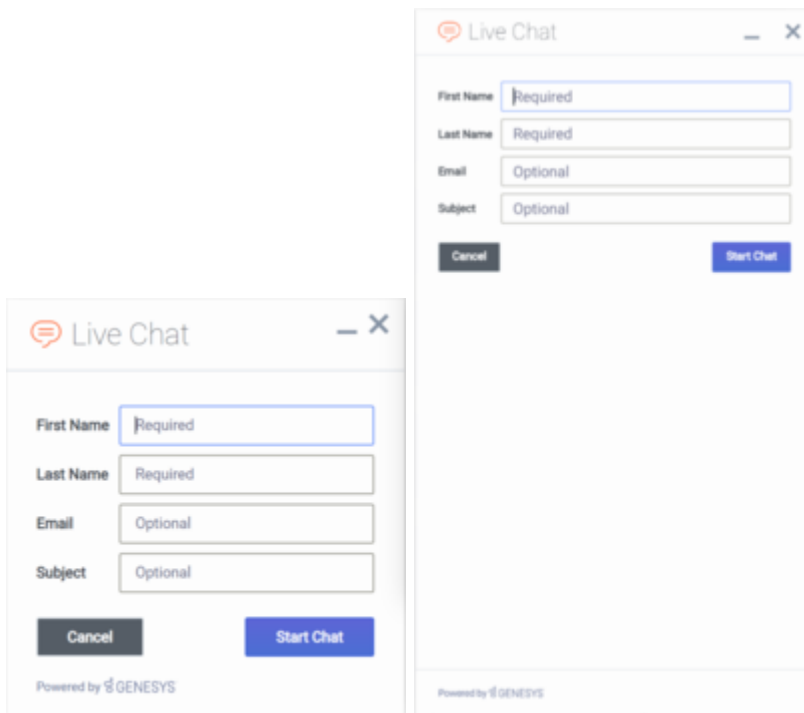 Live Chat
First Name Required
Last Name Required
Email Optional
Subject Optional
Cancel Start Chat
Powered by GENESYS
Live Chat
First Name Required
Last Name Required
Email Optional
Subject Optional
Cancel Start Chat
Powered by GENESYS